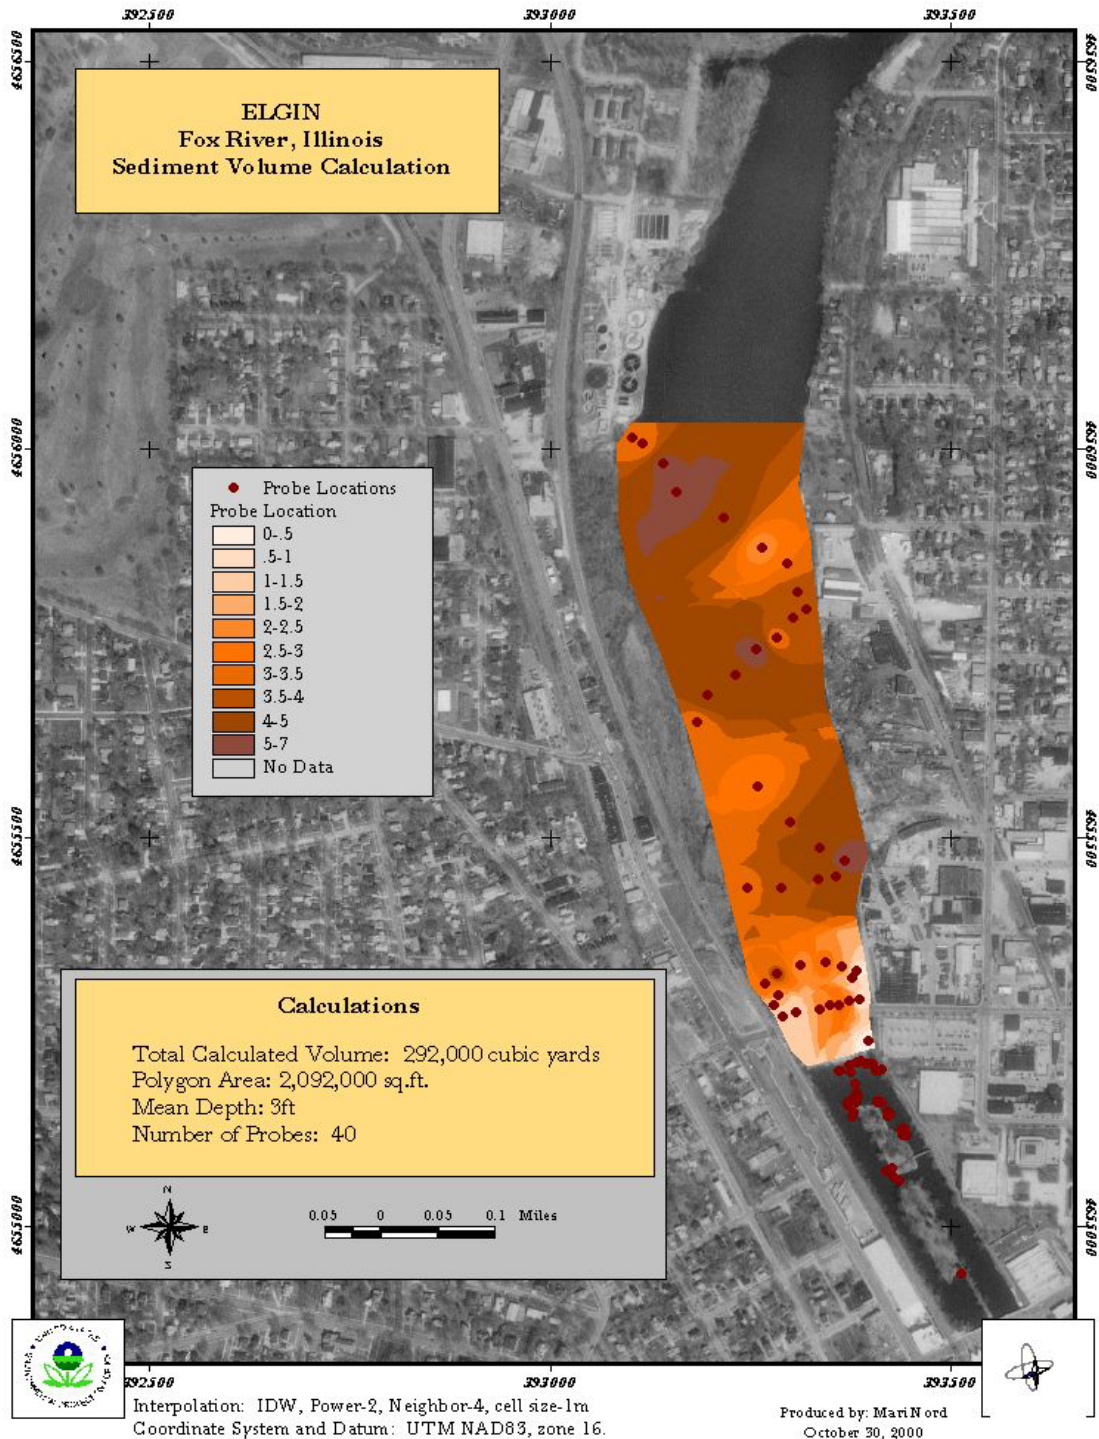 392500
393000
393500
4656500
4656500
ELGIN
Fox River, Illinois
Sediment Volume Calculation
4656000
4656000
Probe Locations
Probe Location
0-.5
.5-1
1-1.5
1.5-2
2-2.5
2.5-3
3-3.5
3.5-4
4-5
5-7
No Data
4655500
4655500
Calculations
Total Calculated Volume: 292,000 cubic yards
Polygon Area: 2,092,000 sq.ft.
Mean Depth: 3ft
Number of Probes: 40
N
W
E
S
0.05 0 0.05 0.1 Miles
4655000
4655000
392500
393000
393500
Interpolation: IDW, Power-2, Neighbor-4, cell size-1m
Coordinate System and Datum: UTM NAD83, zone 16.
Produced by: Mari Nord
October 30, 2000